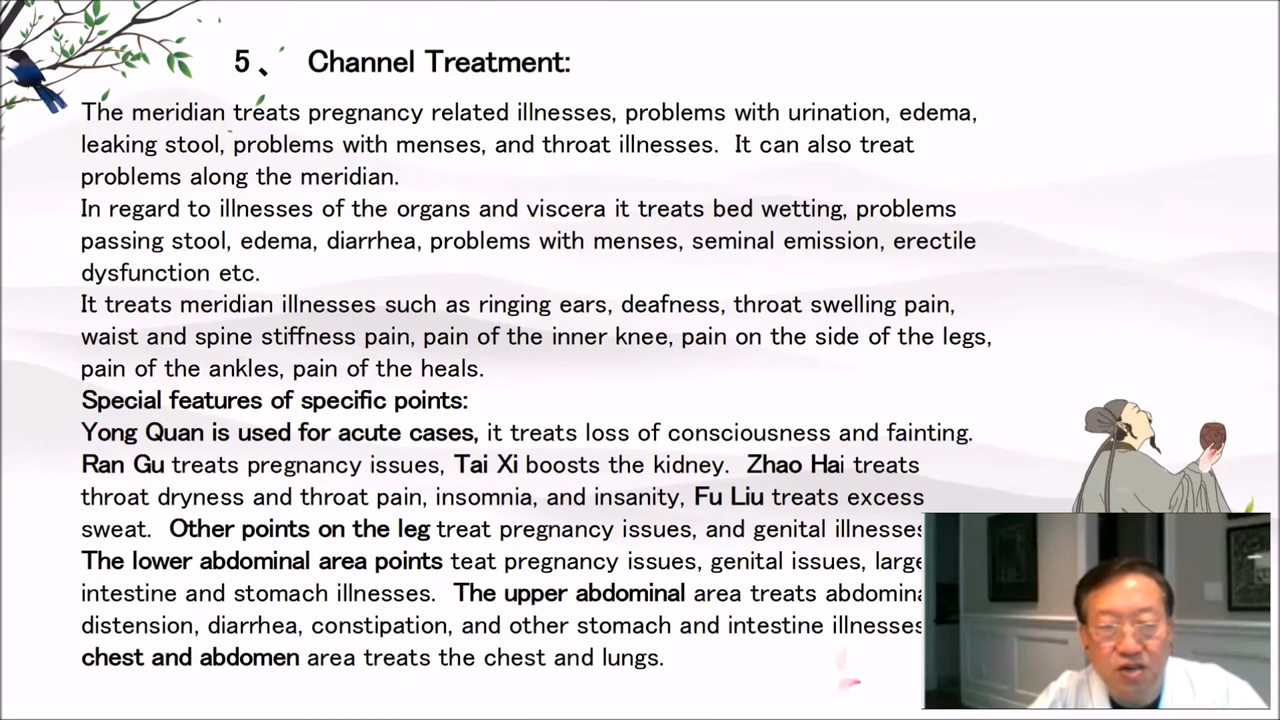 5、 Channel Treatment:
The meridian treats pregnancy related illnesses, problems with urination, edema,
leaking stool, problems with menses, and throat illnesses. It can also treat
problems along the meridian.
In regard to illnesses of the organs and viscera it treats bed wetting, problems
passing stool, edema, diarrhea, problems with menses, seminal emission, erectile
dysfunction etc.
It treats meridian illnesses such as ringing ears, deafness, throat swelling pain,
waist and spine stiffness pain, pain of the inner knee, pain on the side of the legs,
pain of the ankles, pain of the heals.
Special features of specific points:
Yong Quan is used for acute cases, it treats loss of consciousness and fainting.
Ran Gu treats pregnancy issues, Tai Xi boosts the kidney. Zhao Hai treats
throat dryness and throat pain, insomnia, and insanity, Fu Liu treats excess
sweat. Other points on the leg treat pregnancy issues, and genital illnesses
The lower abdominal area points teat pregnancy issues, genital issues, large
intestine and stomach illnesses. The upper abdominal area treats
distension, diarrhea, constipation, and other stomach and intestine illnesses
chest and abdomen area treats the chest and lungs.